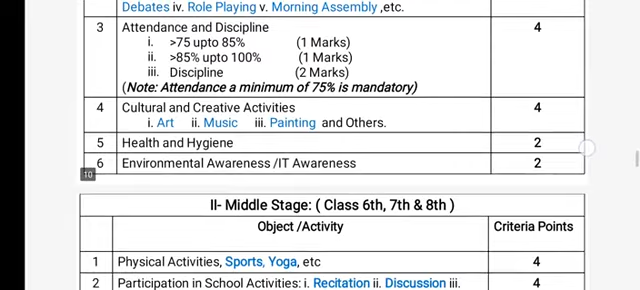 Debates iv. Role Playing v. Morning Assembly ,etc.
3 Attendance and Discipline 4
i. >75 upto 85% (1 Marks)
ii. >85% upto 100% (1 Marks)
iii. Discipline (2 Marks)
(Note: Attendance a minimum of 75% is mandatory)
4 Cultural and Creative Activities 4
i. Art ii. Music iii. Painting and Others.
5 Health and Hygiene 2
6 Environmental Awareness /IT Awareness 2
10
II- Middle Stage: ( Class 6th, 7th & 8th )
Object /Activity Criteria Points
1 Physical Activities, Sports, Yoga, etc 4
2 Participation in School Activities: i. Recitation ii. Discussion iii. 4